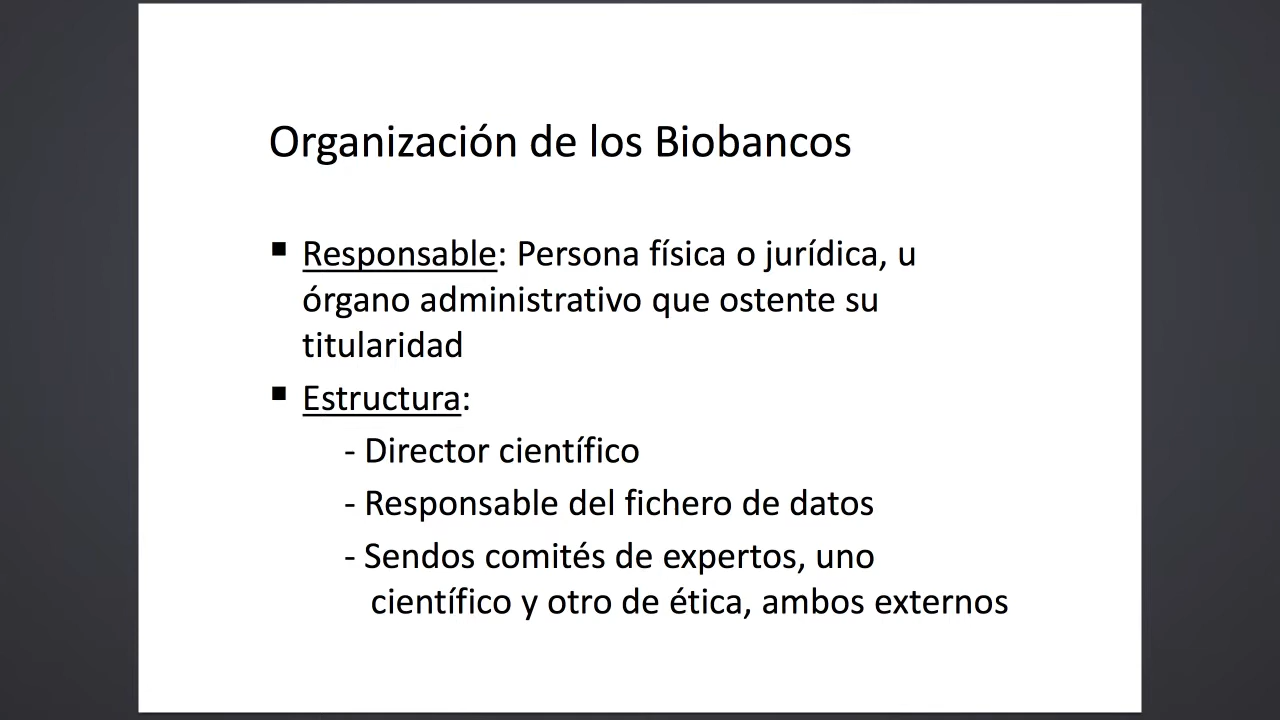 Organización de los Biobancos
▪ Responsable: Persona física o jurídica, u
órgano administrativo que ostente su
titularidad
▪ Estructura:
- Director científico
- Responsable del fichero de datos
- Sendos comités de expertos, uno
científico y otro de ética, ambos externos